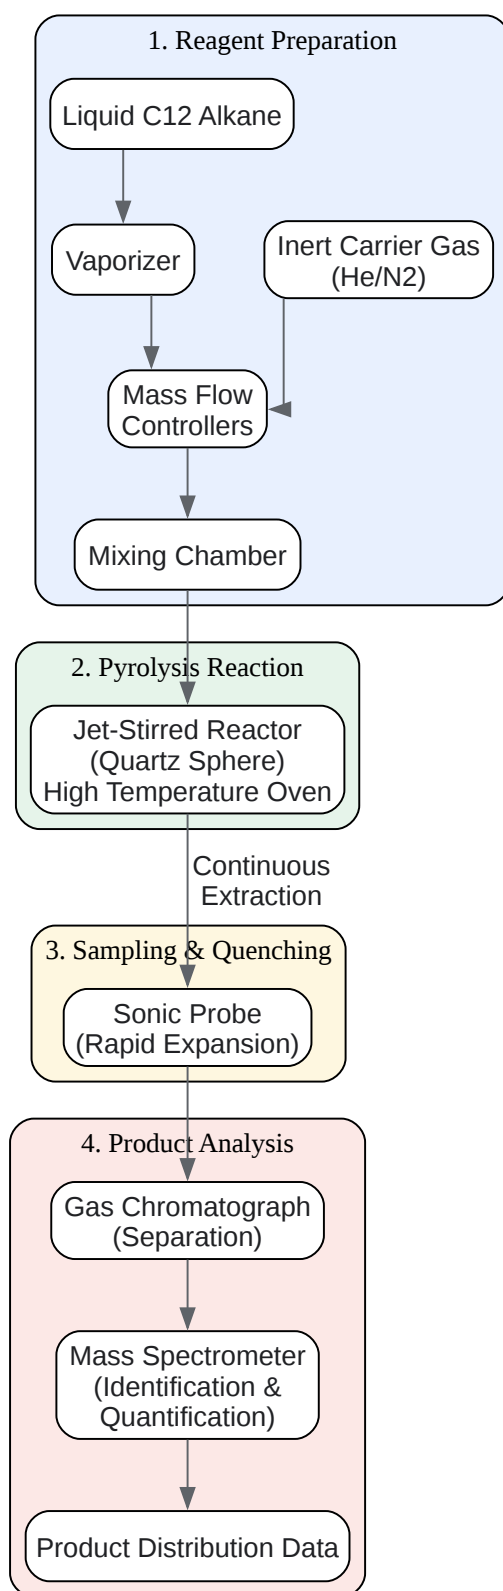 1. Reagent Preparation
Liquid C12 Alkane
Vaporizer
Inert Carrier Gas
(He/N2)
Mass Flow
Controllers
Mixing Chamber
2. Pyrolysis Reaction
Jet-Stirred Reactor
(Quartz Sphere)
High Temperature Oven
Continuous
Extraction
3. Sampling & Quenching
Sonic Probe
(Rapid Expansion)
4. Product Analysis
Gas Chromatograph
(Separation)
Mass Spectrometer
(Identification &
Quantification)
Product Distribution Data